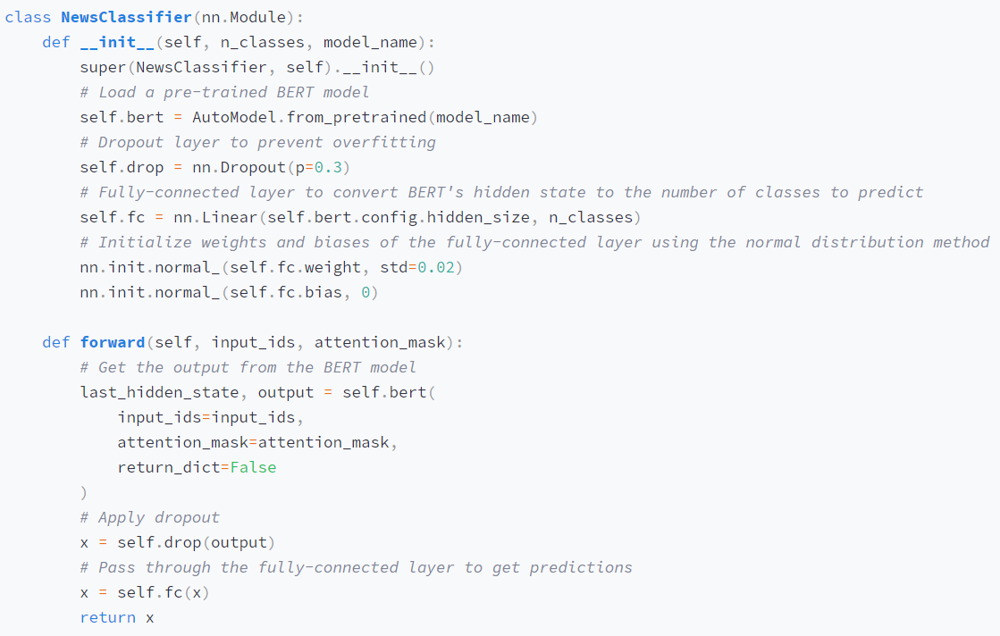 class NewsClassifier(nn.Module):
    def __init__(self, n_classes, model_name):
        super(NewsClassifier, self).__init__()
        # Load a pre-trained BERT model
        self.bert = AutoModel.from_pretrained(model_name)
        # Dropout layer to prevent overfitting
        self.drop = nn.Dropout(p=0.3)
        # Fully-connected layer to convert BERT's hidden state to the number of classes to predict
        self.fc = nn.Linear(self.bert.config.hidden_size, n_classes)
        # Initialize weights and biases of the fully-connected layer using the normal distribution method
        nn.init.normal_(self.fc.weight, std=0.02)
        nn.init.normal_(self.fc.bias, 0)

    def forward(self, input_ids, attention_mask):
        # Get the output from the BERT model
        last_hidden_state, output = self.bert(
            input_ids=input_ids,
            attention_mask=attention_mask,
            return_dict=False
        )
        # Apply dropout
        x = self.drop(output)
        # Pass through the fully-connected layer to get predictions
        x = self.fc(x)
        return x